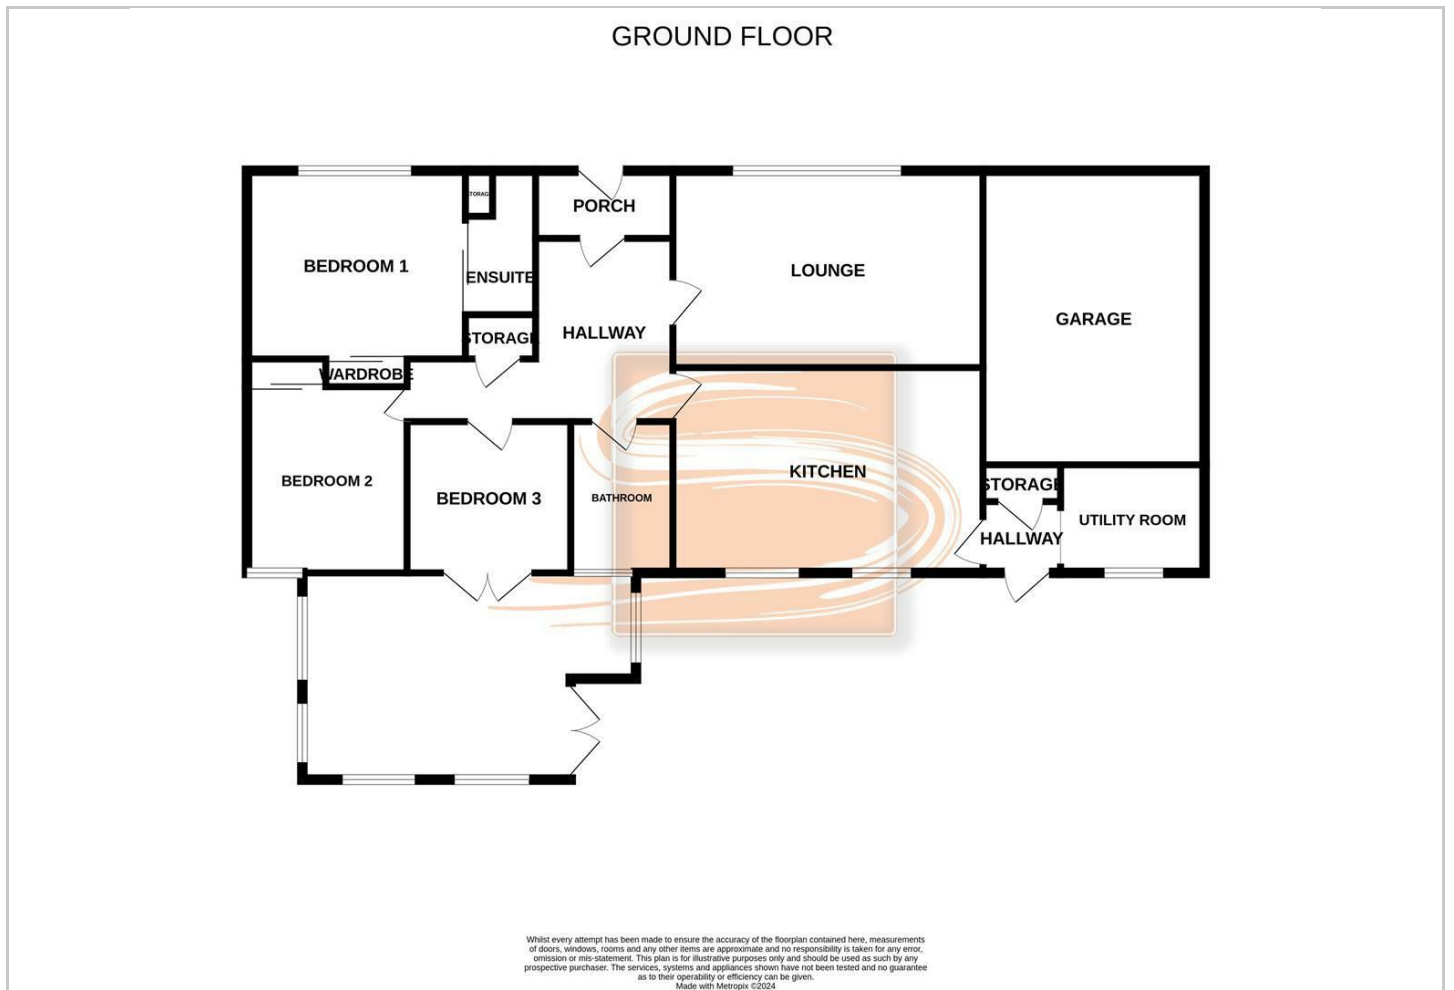 GROUND FLOOR
STORAGE
PORCH
BEDROOM 1
LOUNGE
ENSUITE
GARAGE
HALLWAY
STORAGE
WARDROBE
KITCHEN
BEDROOM 2
STORAGE
BEDROOM 3
BATHROOM
UTILITY ROOM
HALLWAY
Whilst every attempt has been made to ensure the accuracy of the floorplan contained here, measurements
of doors, windows, rooms and any other items are approximate and no responsibility is taken for any error,
omission or mis-statement. This plan is for illustrative purposes only and should be used as such by any
prospective purchaser. The services, systems and appliances shown have not been tested and no guarantee
as to their operability or efficiency can be given.
Made with Metropix ©2024